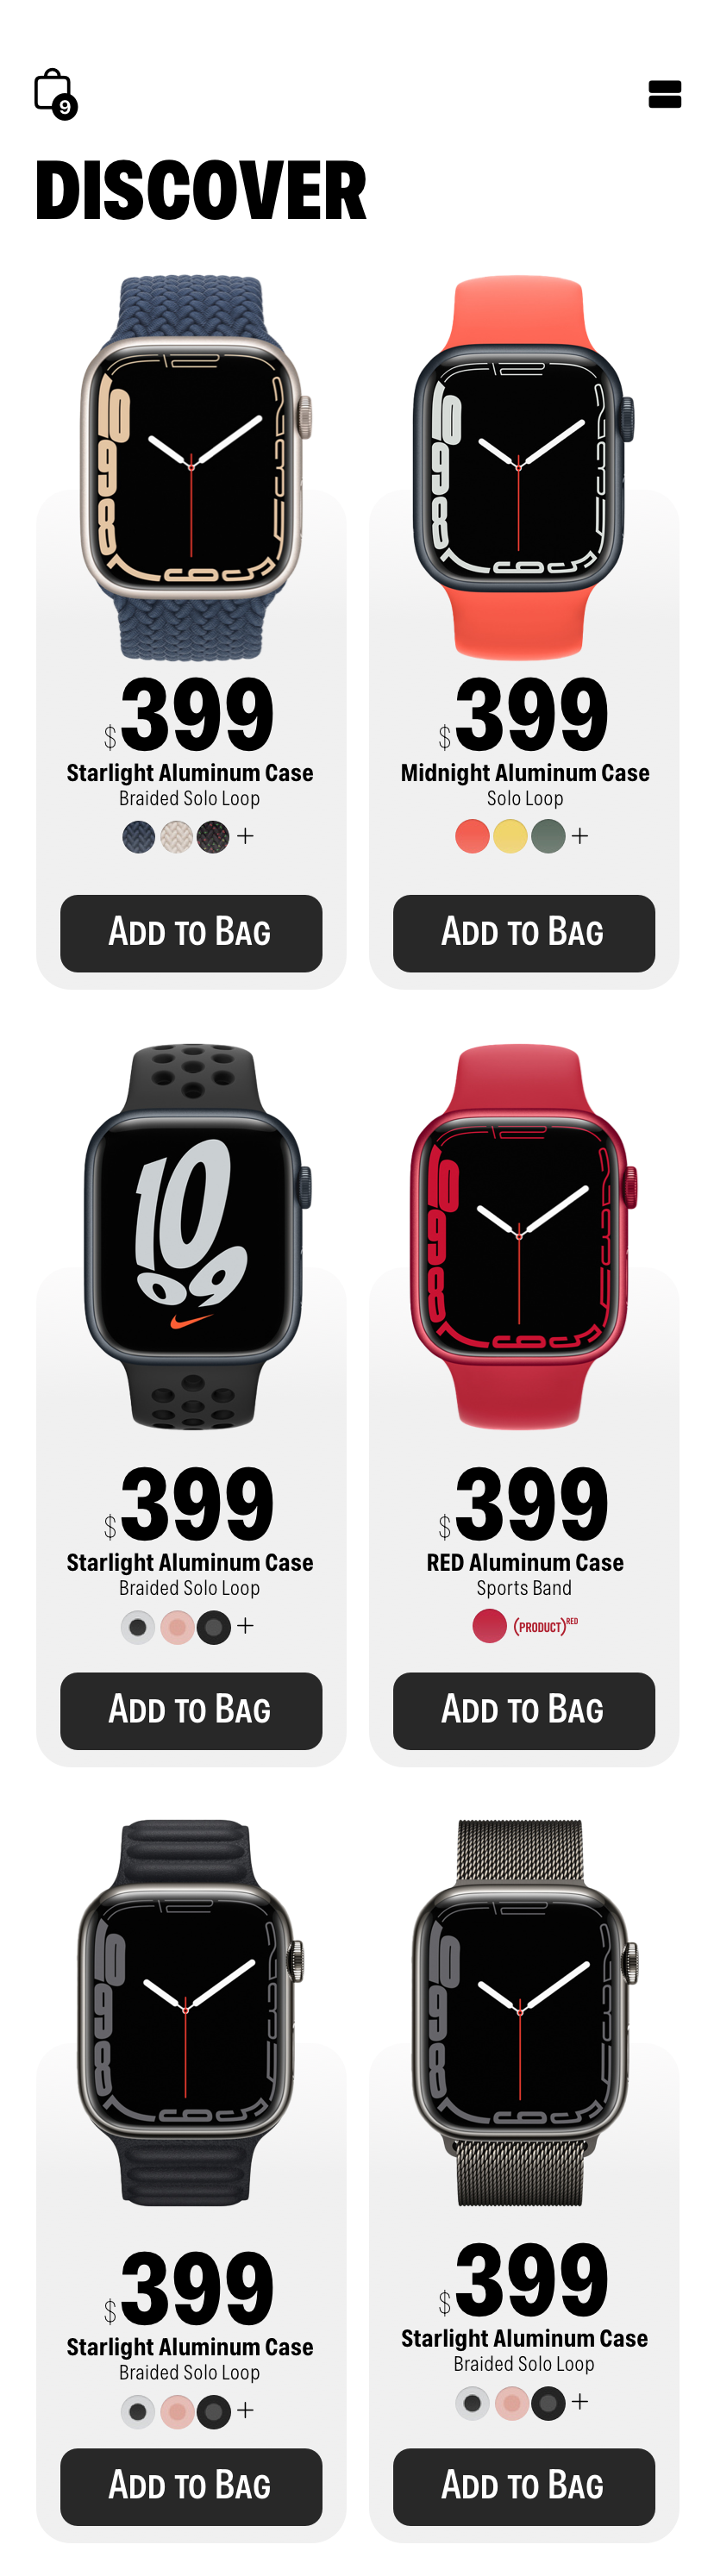 9
DISCOVER
$399
Starlight Aluminum Case
Braided Solo Loop
+
Add to Bag
$399
Midnight Aluminum Case
Solo Loop
+
Add to Bag
10
09
$399
Starlight Aluminum Case
Braided Solo Loop
+
Add to Bag
$399
RED Aluminum Case
Sports Band
(PRODUCT)RED
Add to Bag
$399
Starlight Aluminum Case
Braided Solo Loop
+
Add to Bag
$399
Starlight Aluminum Case
Braided Solo Loop
+
Add to Bag